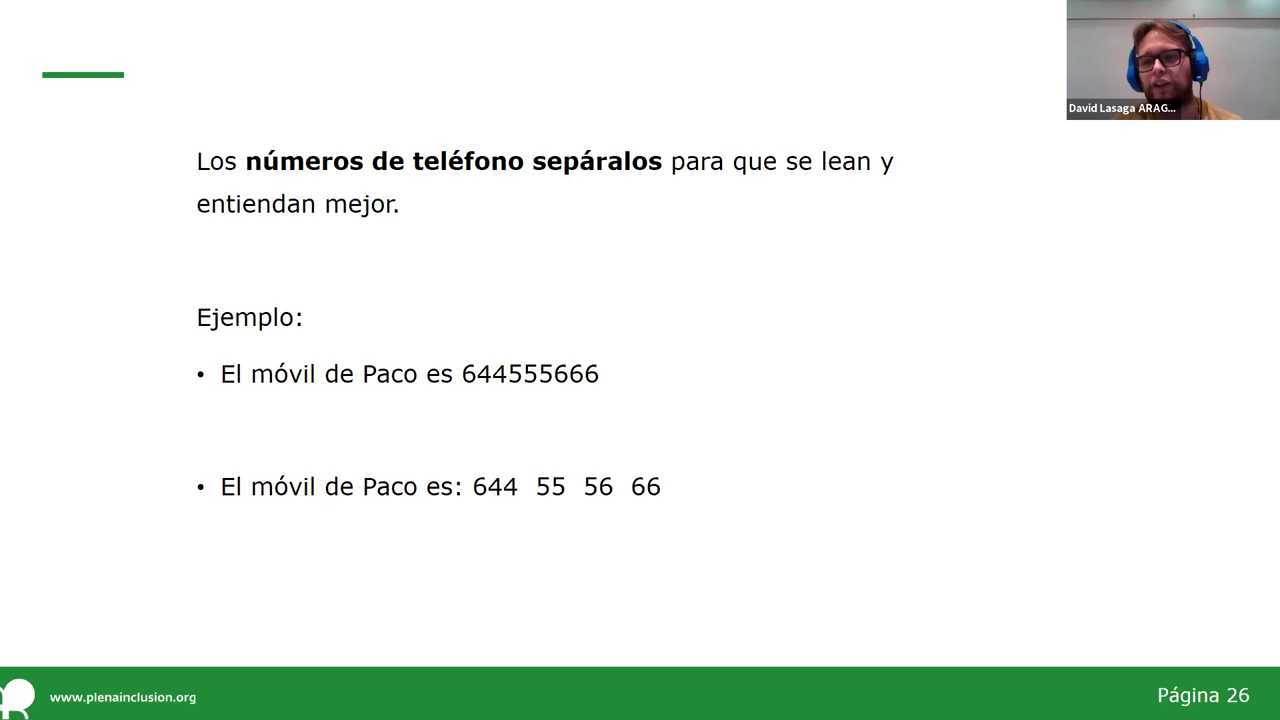 David Lasaga ARAG...
Los números de teléfono sepáralos para que se lean y
entiendan mejor.
Ejemplo:
• El móvil de Paco es 644555666
• El móvil de Paco es: 644  55  56  66
www.plenainclusion.org
Página 26